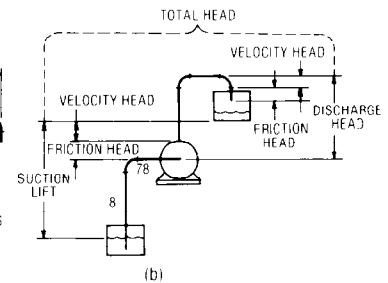 TOTAL HEAD
VELOCITY HEAD
VELOCITY HEAD
DISCHARGE
HEAD
FRICTION
HEAD
FRICTION HEAD
SUCTION
LIFT
78
8
(b)